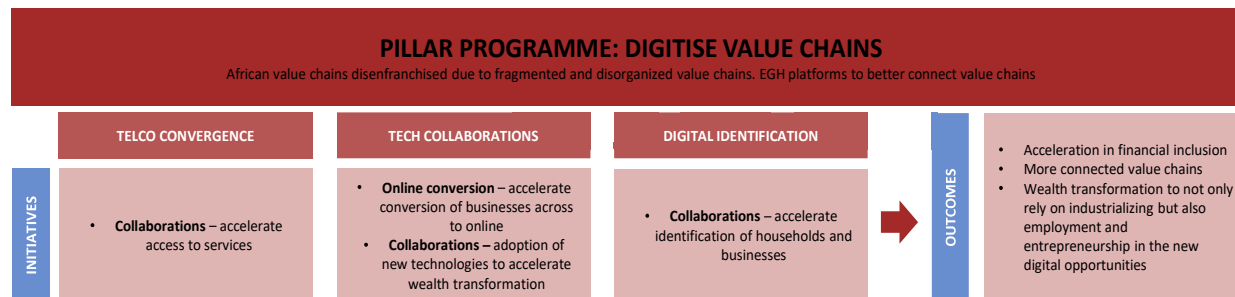 PILLAR PROGRAMME: DIGITISE VALUE CHAINS
African value chains disenfranchised due to fragmented and disorganized value chains. EGH platforms to better connect value chains
TELCO CONVERGENCE
TECH COLLABORATIONS
DIGITAL IDENTIFICATION
INITIATIVES
• Collaborations – accelerate
access to services
• Online conversion – accelerate
conversion of businesses across
to online
• Collaborations – adoption of
new technologies to accelerate
wealth transformation
• Collaborations – accelerate
identification of households and
businesses
OUTCOMES
• Acceleration in financial inclusion
• More connected value chains
• Wealth transformation to not only
rely on industrializing but also
employment and
entrepreneurship in the new
digital opportunities